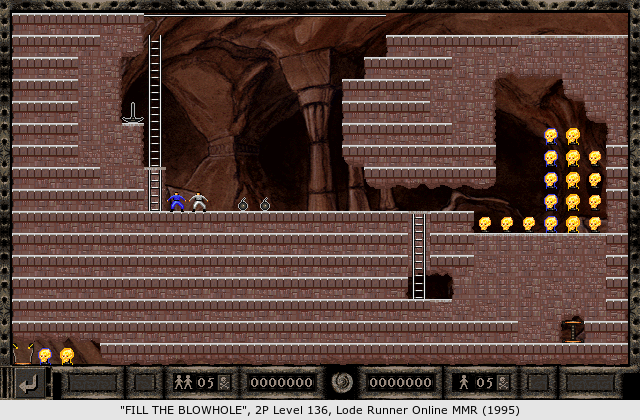 05 0000000 0000000 05
"FILL THE BLOWHOLE", 2P Level 136, Lode Runner Online MMR (1995)